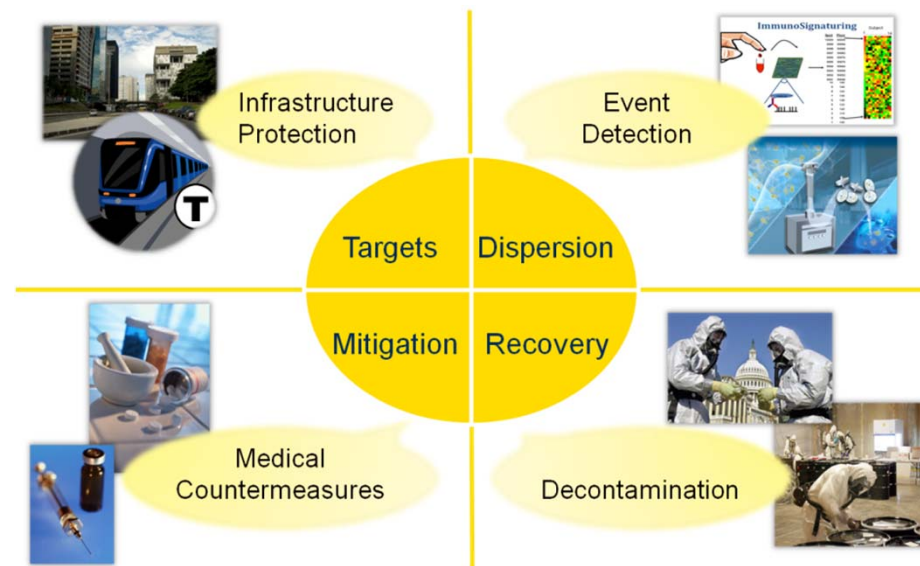 ImmunoSignaturing
Infrastructure
Protection
Event
Detection
T
Targets
Dispersion
Mitigation
Recovery
Medical
Countermeasures
Decontamination